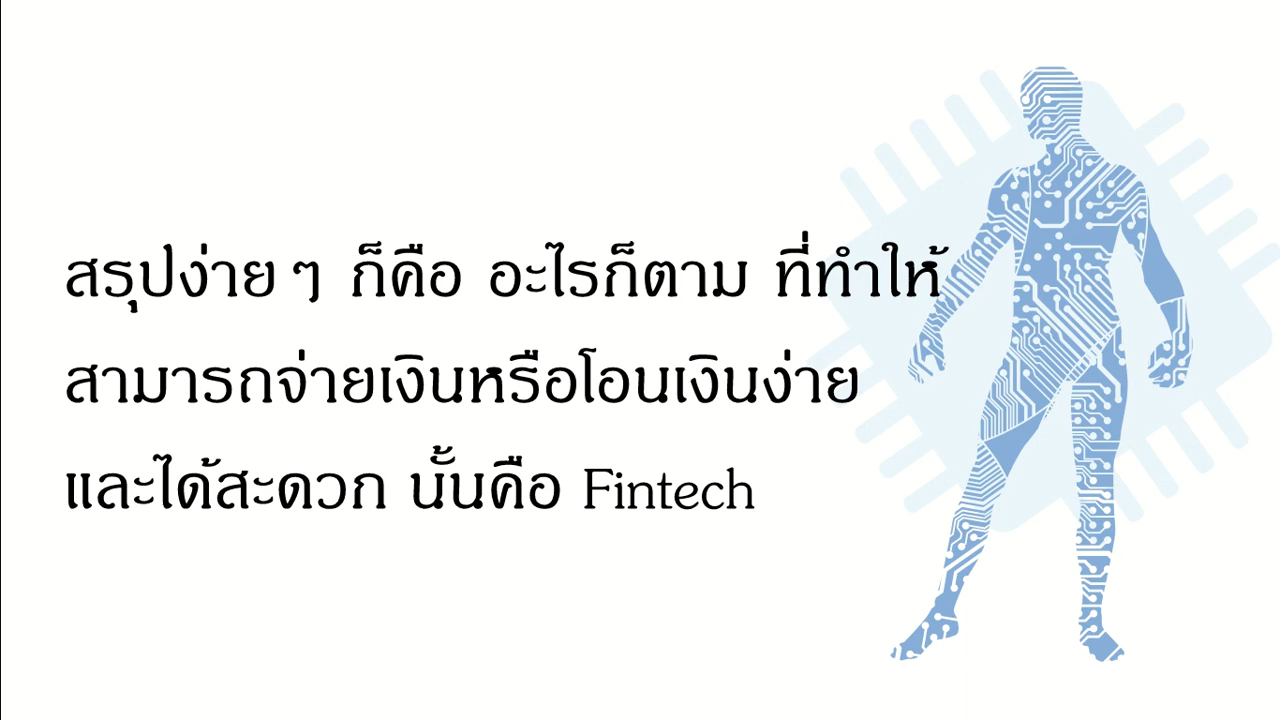 สรุปง่าย ๆ ก็คือ อะไรก็ตาม ที่ทำให้
สามารถจ่ายเงินหรือโอนเงินง่าย
และได้สะดวก นั้นคือ Fintech